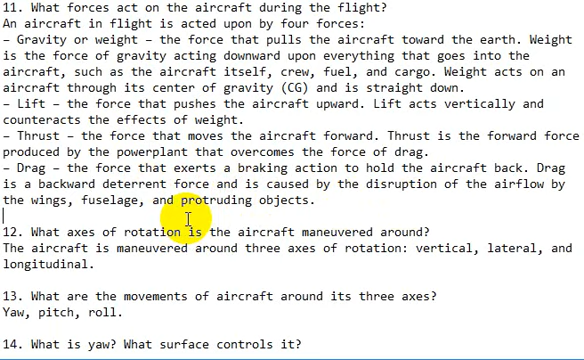 11. What forces act on the aircraft during the flight?
An aircraft in flight is acted upon by four forces:
– Gravity or weight – the force that pulls the aircraft toward the earth. Weight
is the force of gravity acting downward upon everything that goes into the
aircraft, such as the aircraft itself, crew, fuel, and cargo. Weight acts on an
aircraft through its center of gravity (CG) and is straight down.
– Lift – the force that pushes the aircraft upward. Lift acts vertically and
counteracts the effects of weight.
– Thrust – the force that moves the aircraft forward. Thrust is the forward force
produced by the powerplant that overcomes the force of drag.
– Drag – the force that exerts a braking action to hold the aircraft back. Drag
is a backward deterrent force and is caused by the disruption of the airflow by
the wings, fuselage, and protruding objects.
12. What axes of rotation is the aircraft maneuvered around?
The aircraft is maneuvered around three axes of rotation: vertical, lateral, and
longitudinal.
13. What are the movements of aircraft around its three axes?
Yaw, pitch, roll.
14. What is yaw? What surface controls it?